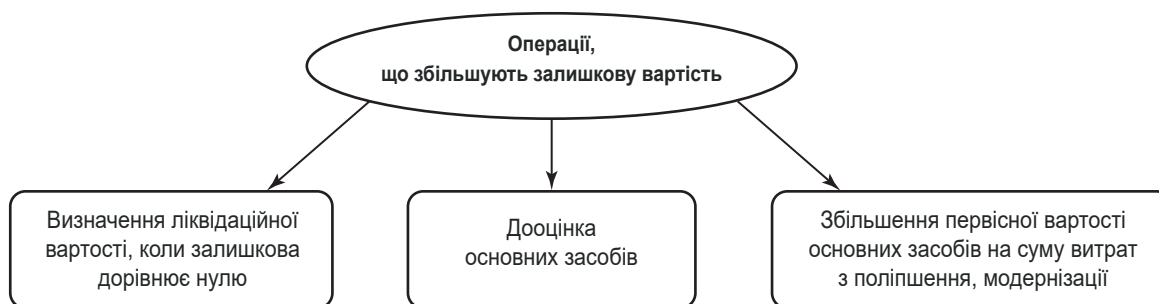 Операції,
що збільшують залишкову вартість
Визначення ліквідаційної
вартості, коли залишкова
дорівнює нулю
Дооцінка
основних засобів
Збільшення первісної вартості
основних засобів на суму витрат
з поліпшення, модернізації